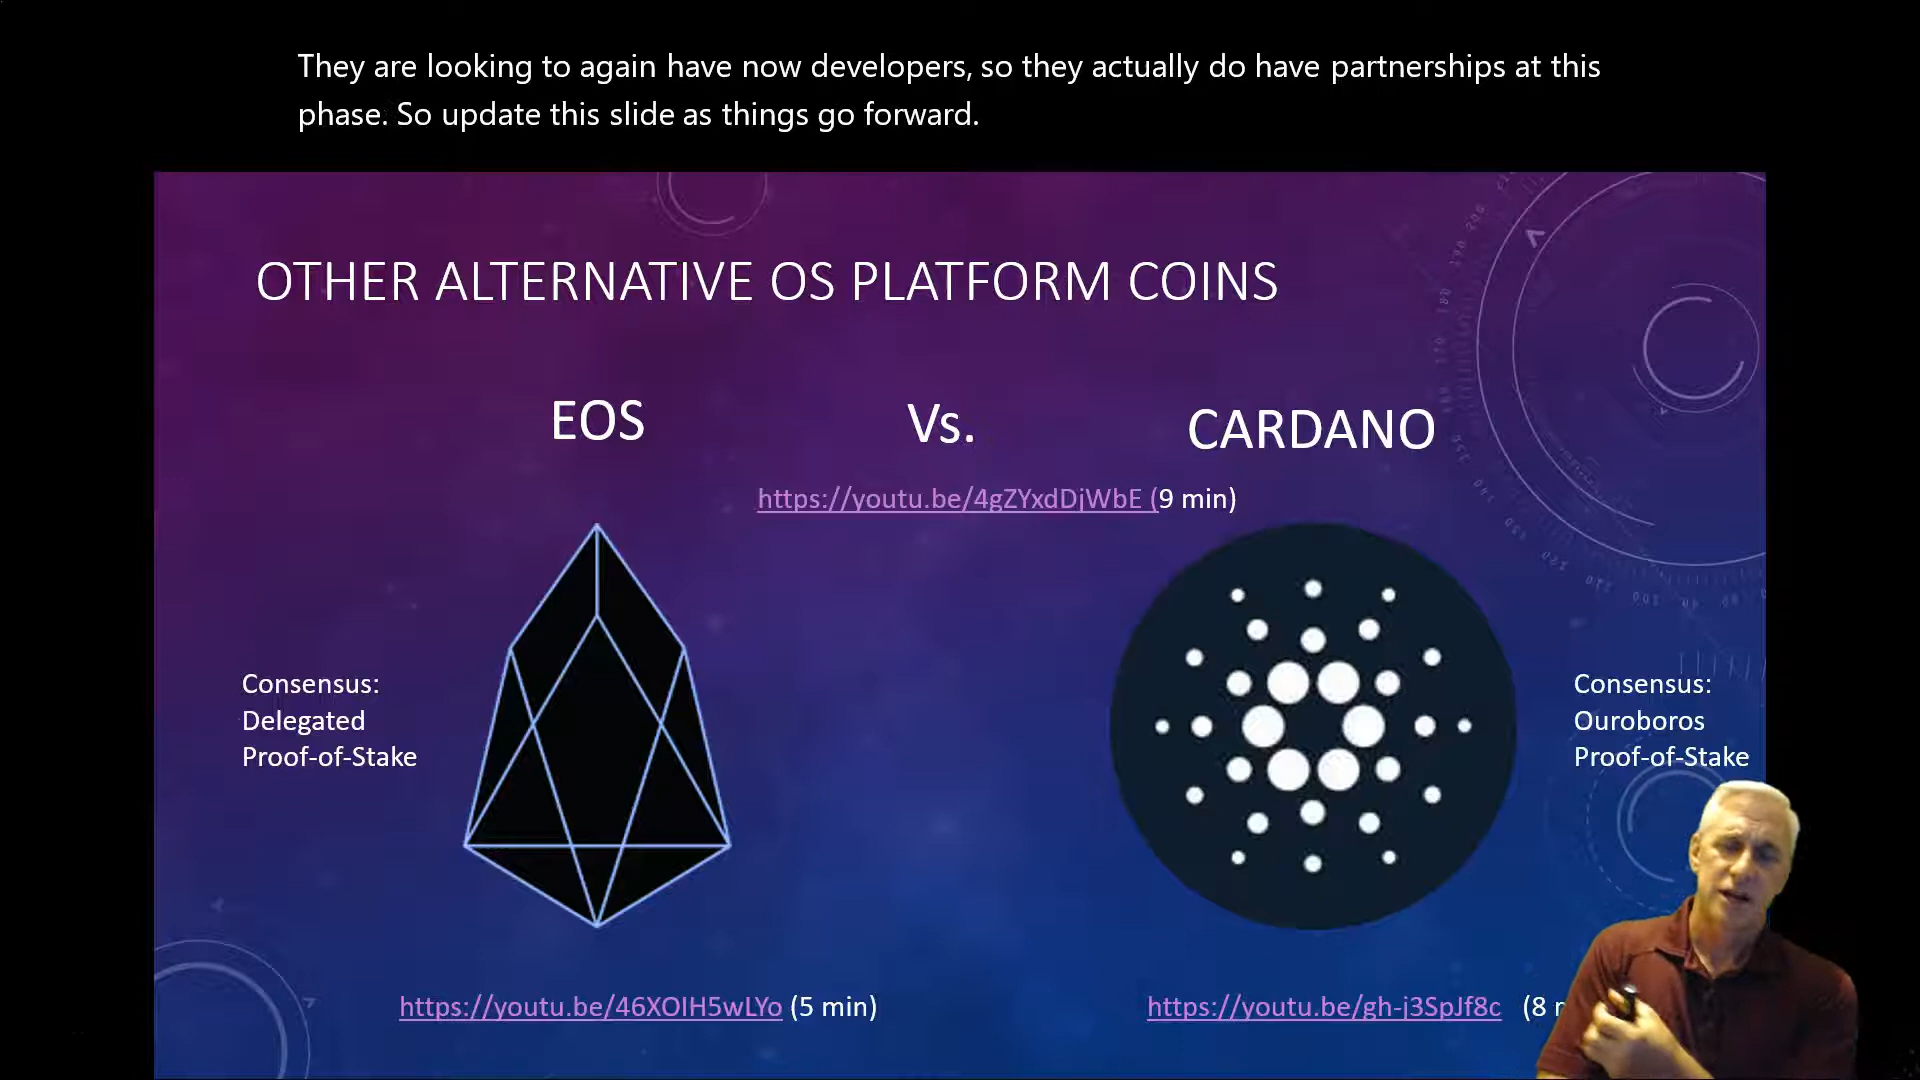 They are looking to again have now developers, so they actually do have partnerships at this
phase. So update this slide as things go forward.
OTHER ALTERNATIVE OS PLATFORM COINS
EOS Vs. CARDANO
https://youtu.be/4gZYxdDjWbE (9 min)
Consensus:
Delegated
Proof-of-Stake
Consensus:
Ouroboros
Proof-of-Stake
https://youtu.be/46XOIH5wLYo (5 min)
https://youtu.be/gh-j3SpJf8c (8